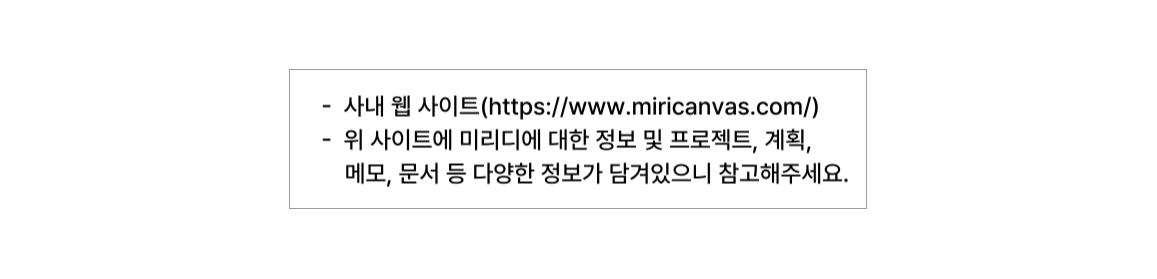 - 사내 웹 사이트(https://www.miricanvas.com/)
- 위 사이트에 미리디에 대한 정보 및 프로젝트, 계획,
메모, 문서 등 다양한 정보가 담겨있으니 참고해주세요.